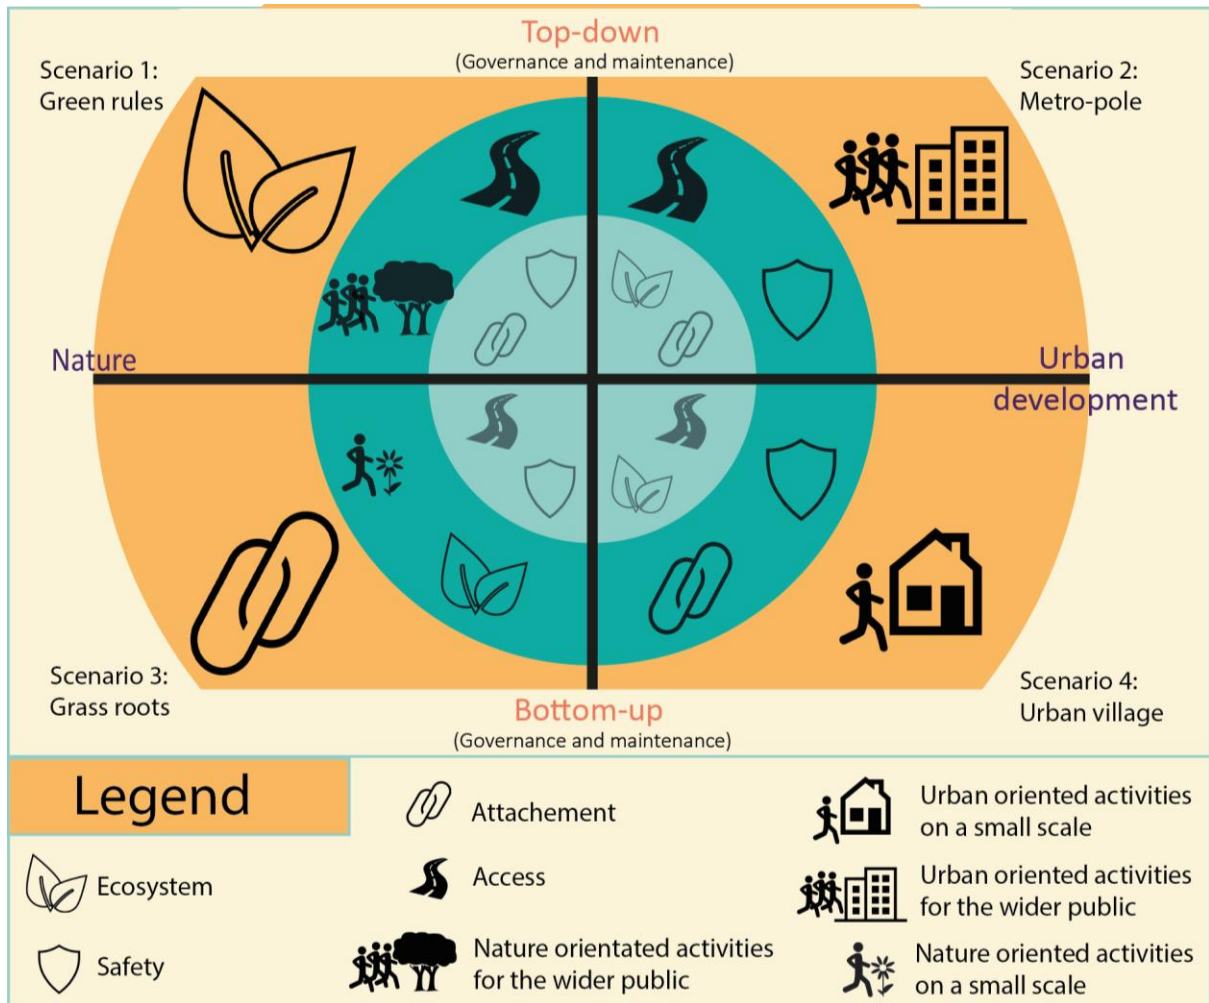 Top-down
(Governance and maintenance)
Scenario 1:
Green rules
Scenario 2:
Metro-pole
Nature
Urban
development
Scenario 3:
Grass roots
Scenario 4:
Urban village
Bottom-up
(Governance and maintenance)
Legend
Ecosystem
Safety
Attachement
Access
Nature orientated activities
for the wider public
Urban oriented activities
on a small scale
Urban oriented activities
for the wider public
Nature oriented activities
on a small scale